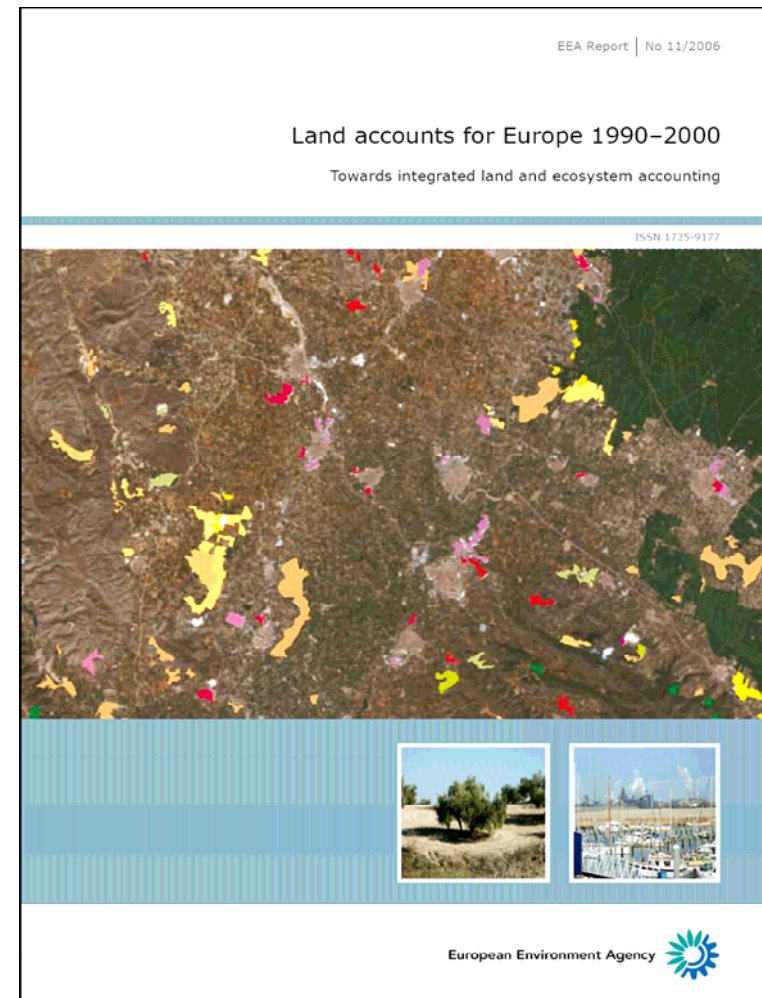 EEA Report | No 11/2006
Land accounts for Europe 1990–2000
Towards integrated land and ecosystem accounting
ISSN 1725-9177
European Environment Agency